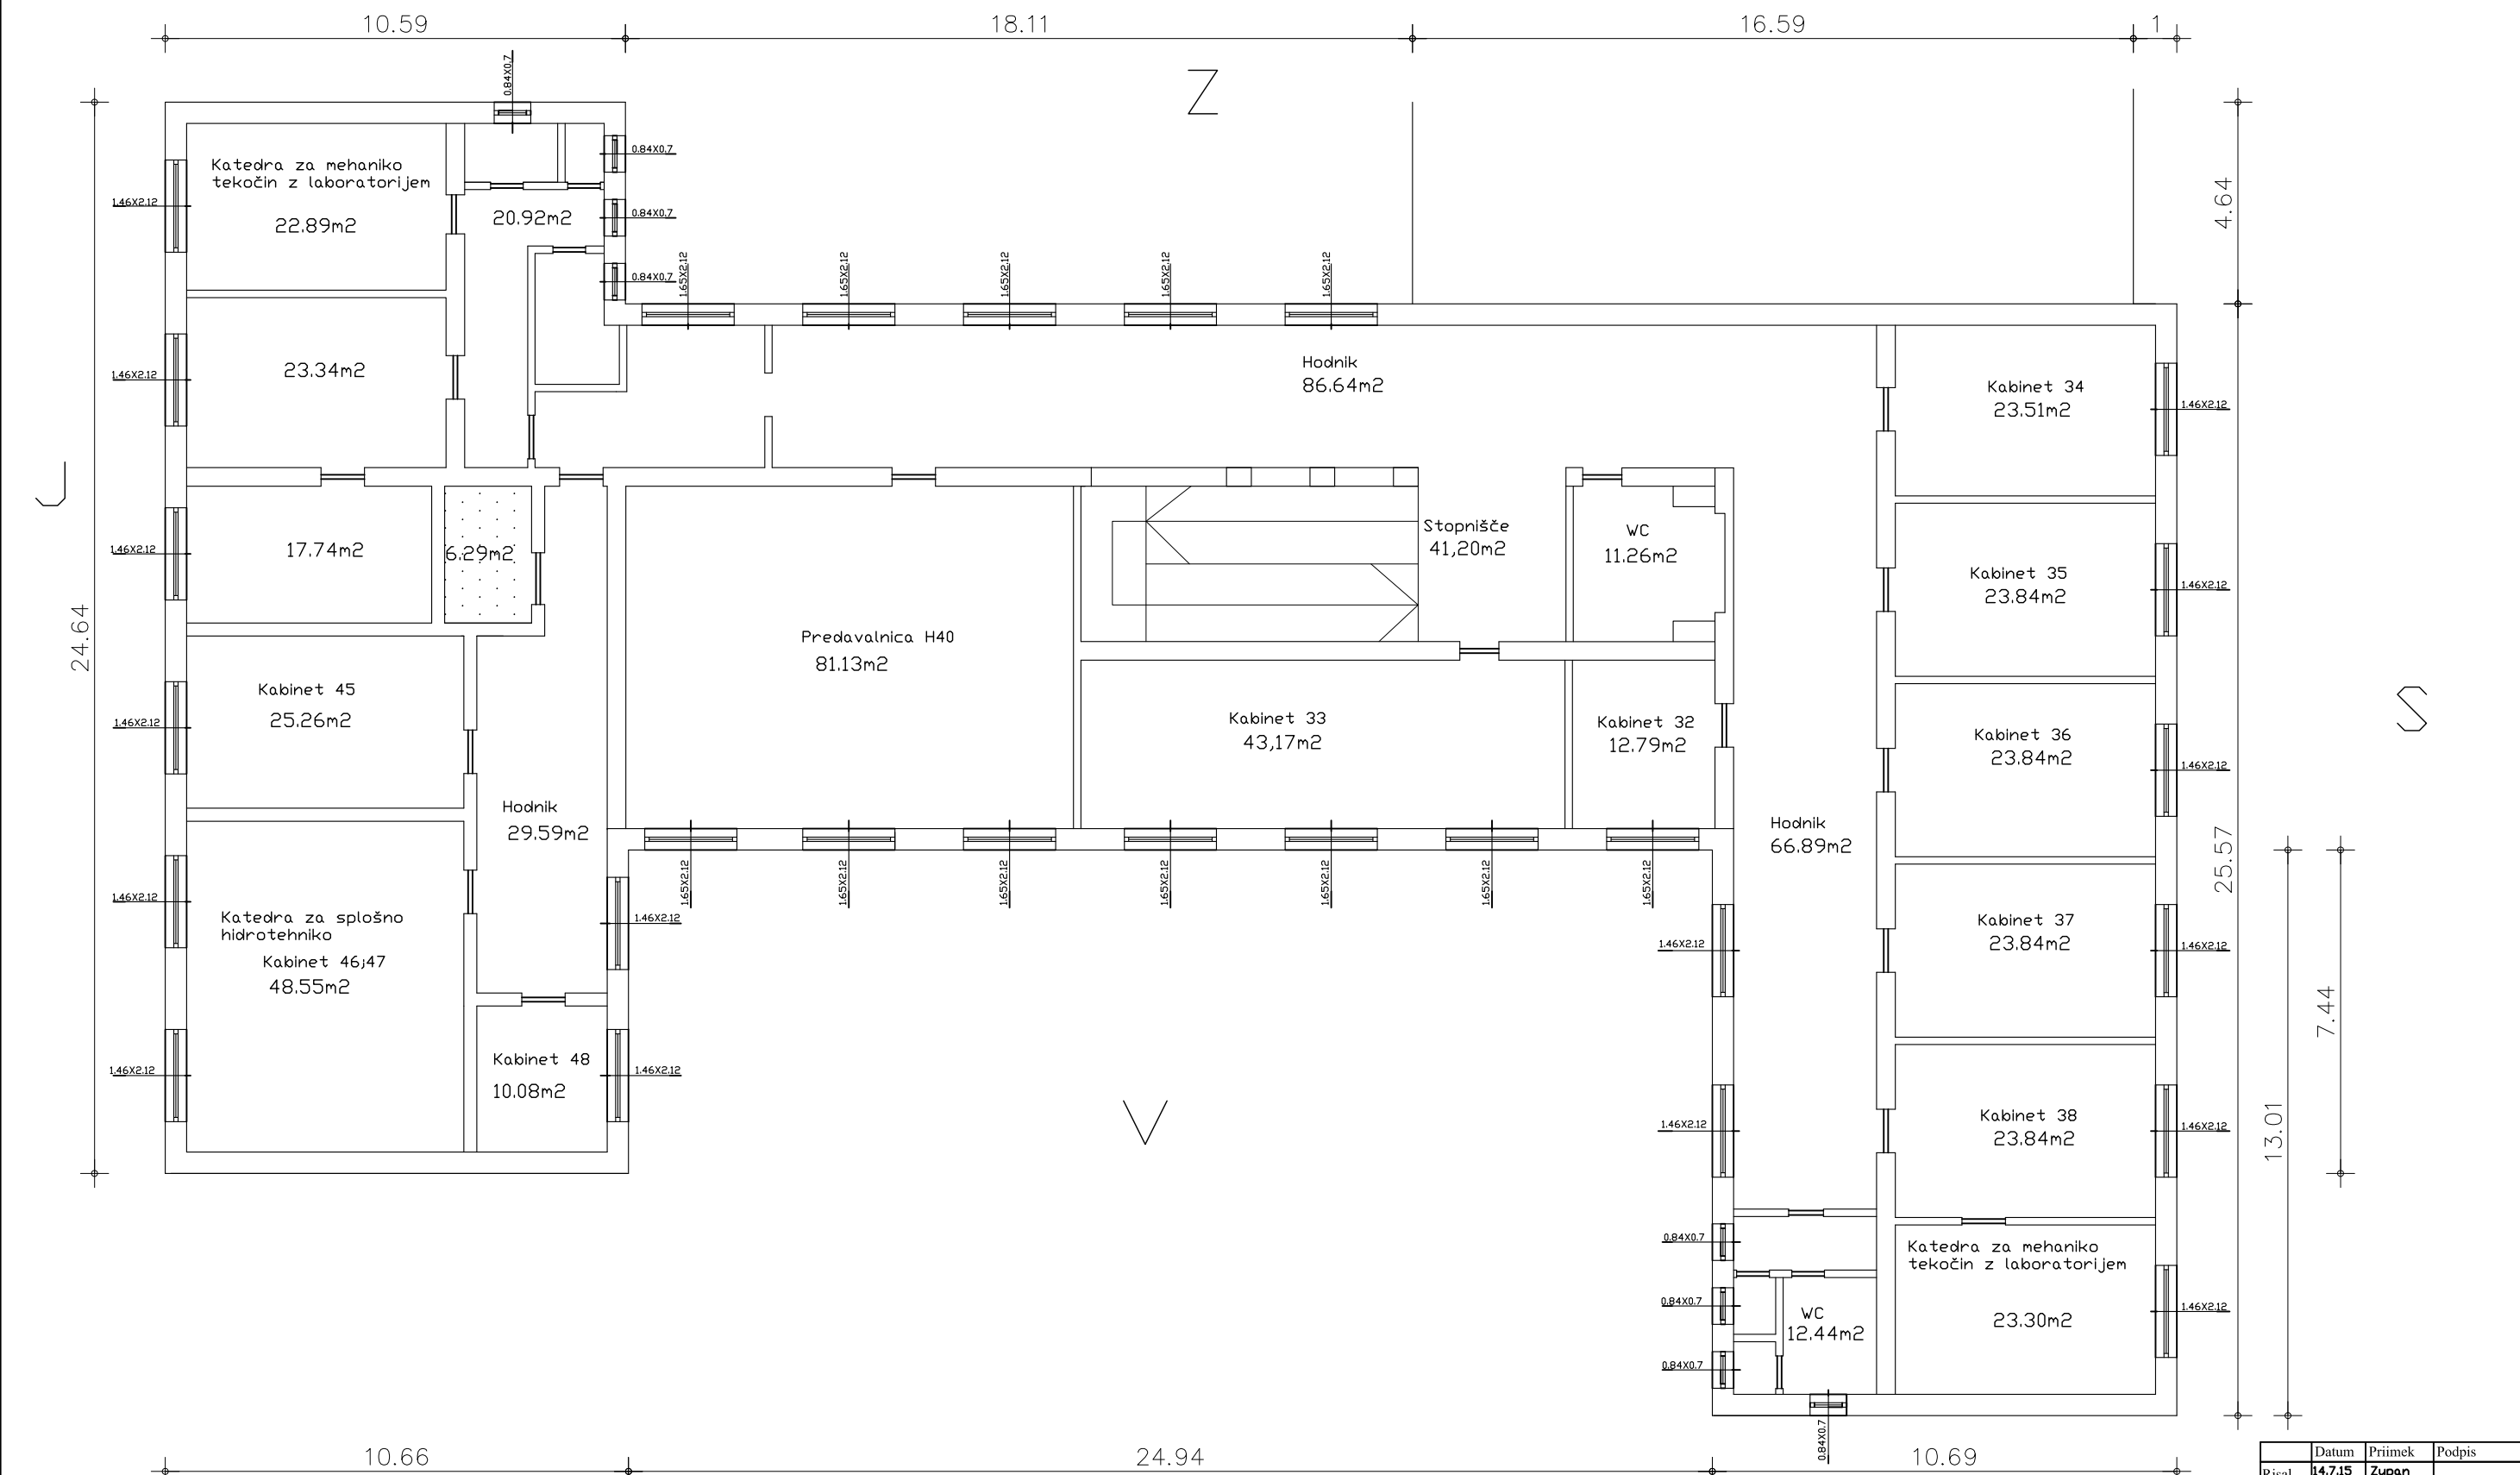 10.59
18.11
16.59
1
0.84X0.7
Z
Katedra za mehaniko
tekočin z laboratorijem
22.89m2
20.92m2
0.84X0.7
0.84X0.7
0.84X0.7
1.46X2.12
4.64
1.65X2.12
1.65X2.12
1.65X2.12
1.65X2.12
1.65X2.12
23.34m2
1.46X2.12
Hodnik
86.64m2
Kabinet 34
23.51m2
1.46X2.12
J
17.74m2
6.29m2
1.46X2.12
Stopnišče
41,20m2
WC
11.26m2
Kabinet 35
23.84m2
1.46X2.12
24.64
Predavalnica H40
81.13m2
Kabinet 45
25.26m2
1.46X2.12
Kabinet 33
43,17m2
Kabinet 32
12.79m2
Kabinet 36
23.84m2
1.46X2.12
S
Hodnik
29.59m2
Hodnik
66.89m2
25.57
1.65X2.12
1.65X2.12
1.65X2.12
1.65X2.12
1.65X2.12
1.65X2.12
1.65X2.12
1.46X2.12
Katedra za splošno
hidrotehniko
Kabinet 46;47
48.55m2
1.46X2.12
1.46X2.12
Kabinet 37
23.84m2
1.46X2.12
7.44
Kabinet 48
10.08m2
1.46X2.12
1.46X2.12
V
1.46X2.12
Kabinet 38
23.84m2
1.46X2.12
13.01
0.84X0.7
0.84X0.7
0.84X0.7
WC
12.44m2
Katedra za mehaniko
tekočin z laboratorijem
23.30m2
1.46X2.12
0.84X0.7
10.66
24.94
10.69
Datum Priimek Podpis
Risal 14.7.15 Zupan